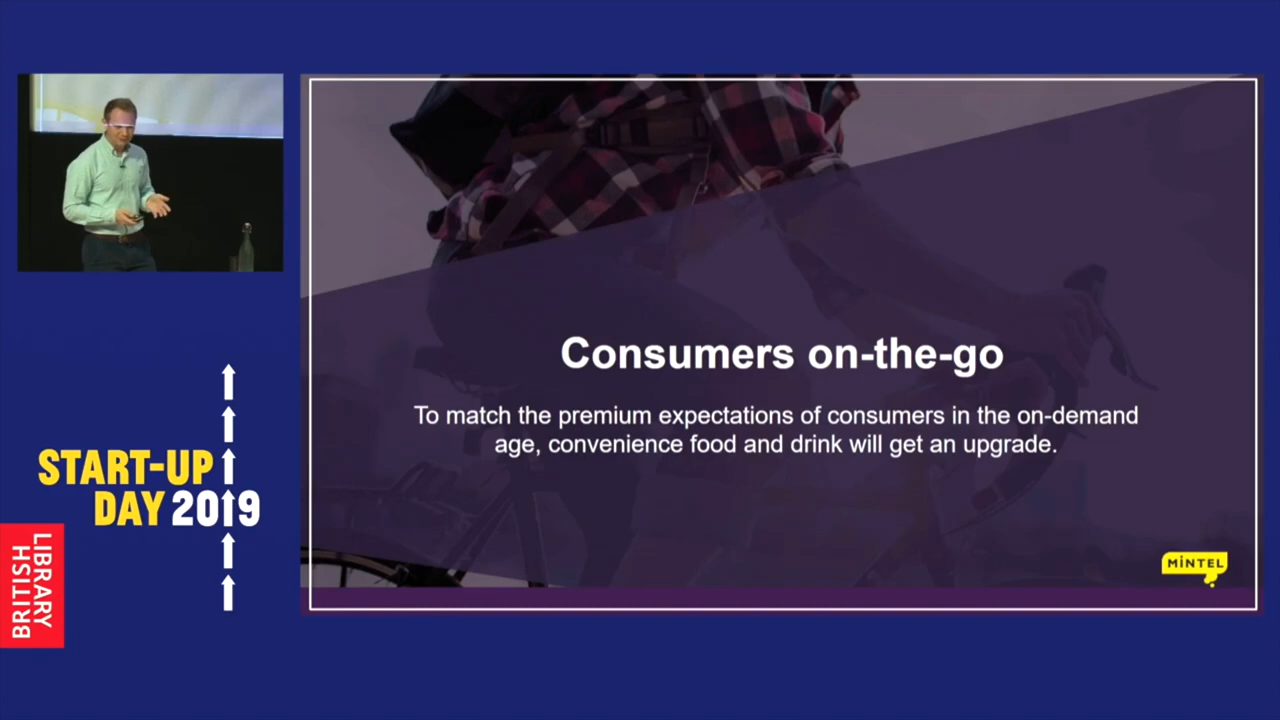 Consumers on-the-go
To match the premium expectations of consumers in the on-demand
age, convenience food and drink will get an upgrade.
MiNTEL
START-UP
DAY 2019
LIBRARY
BRITISH